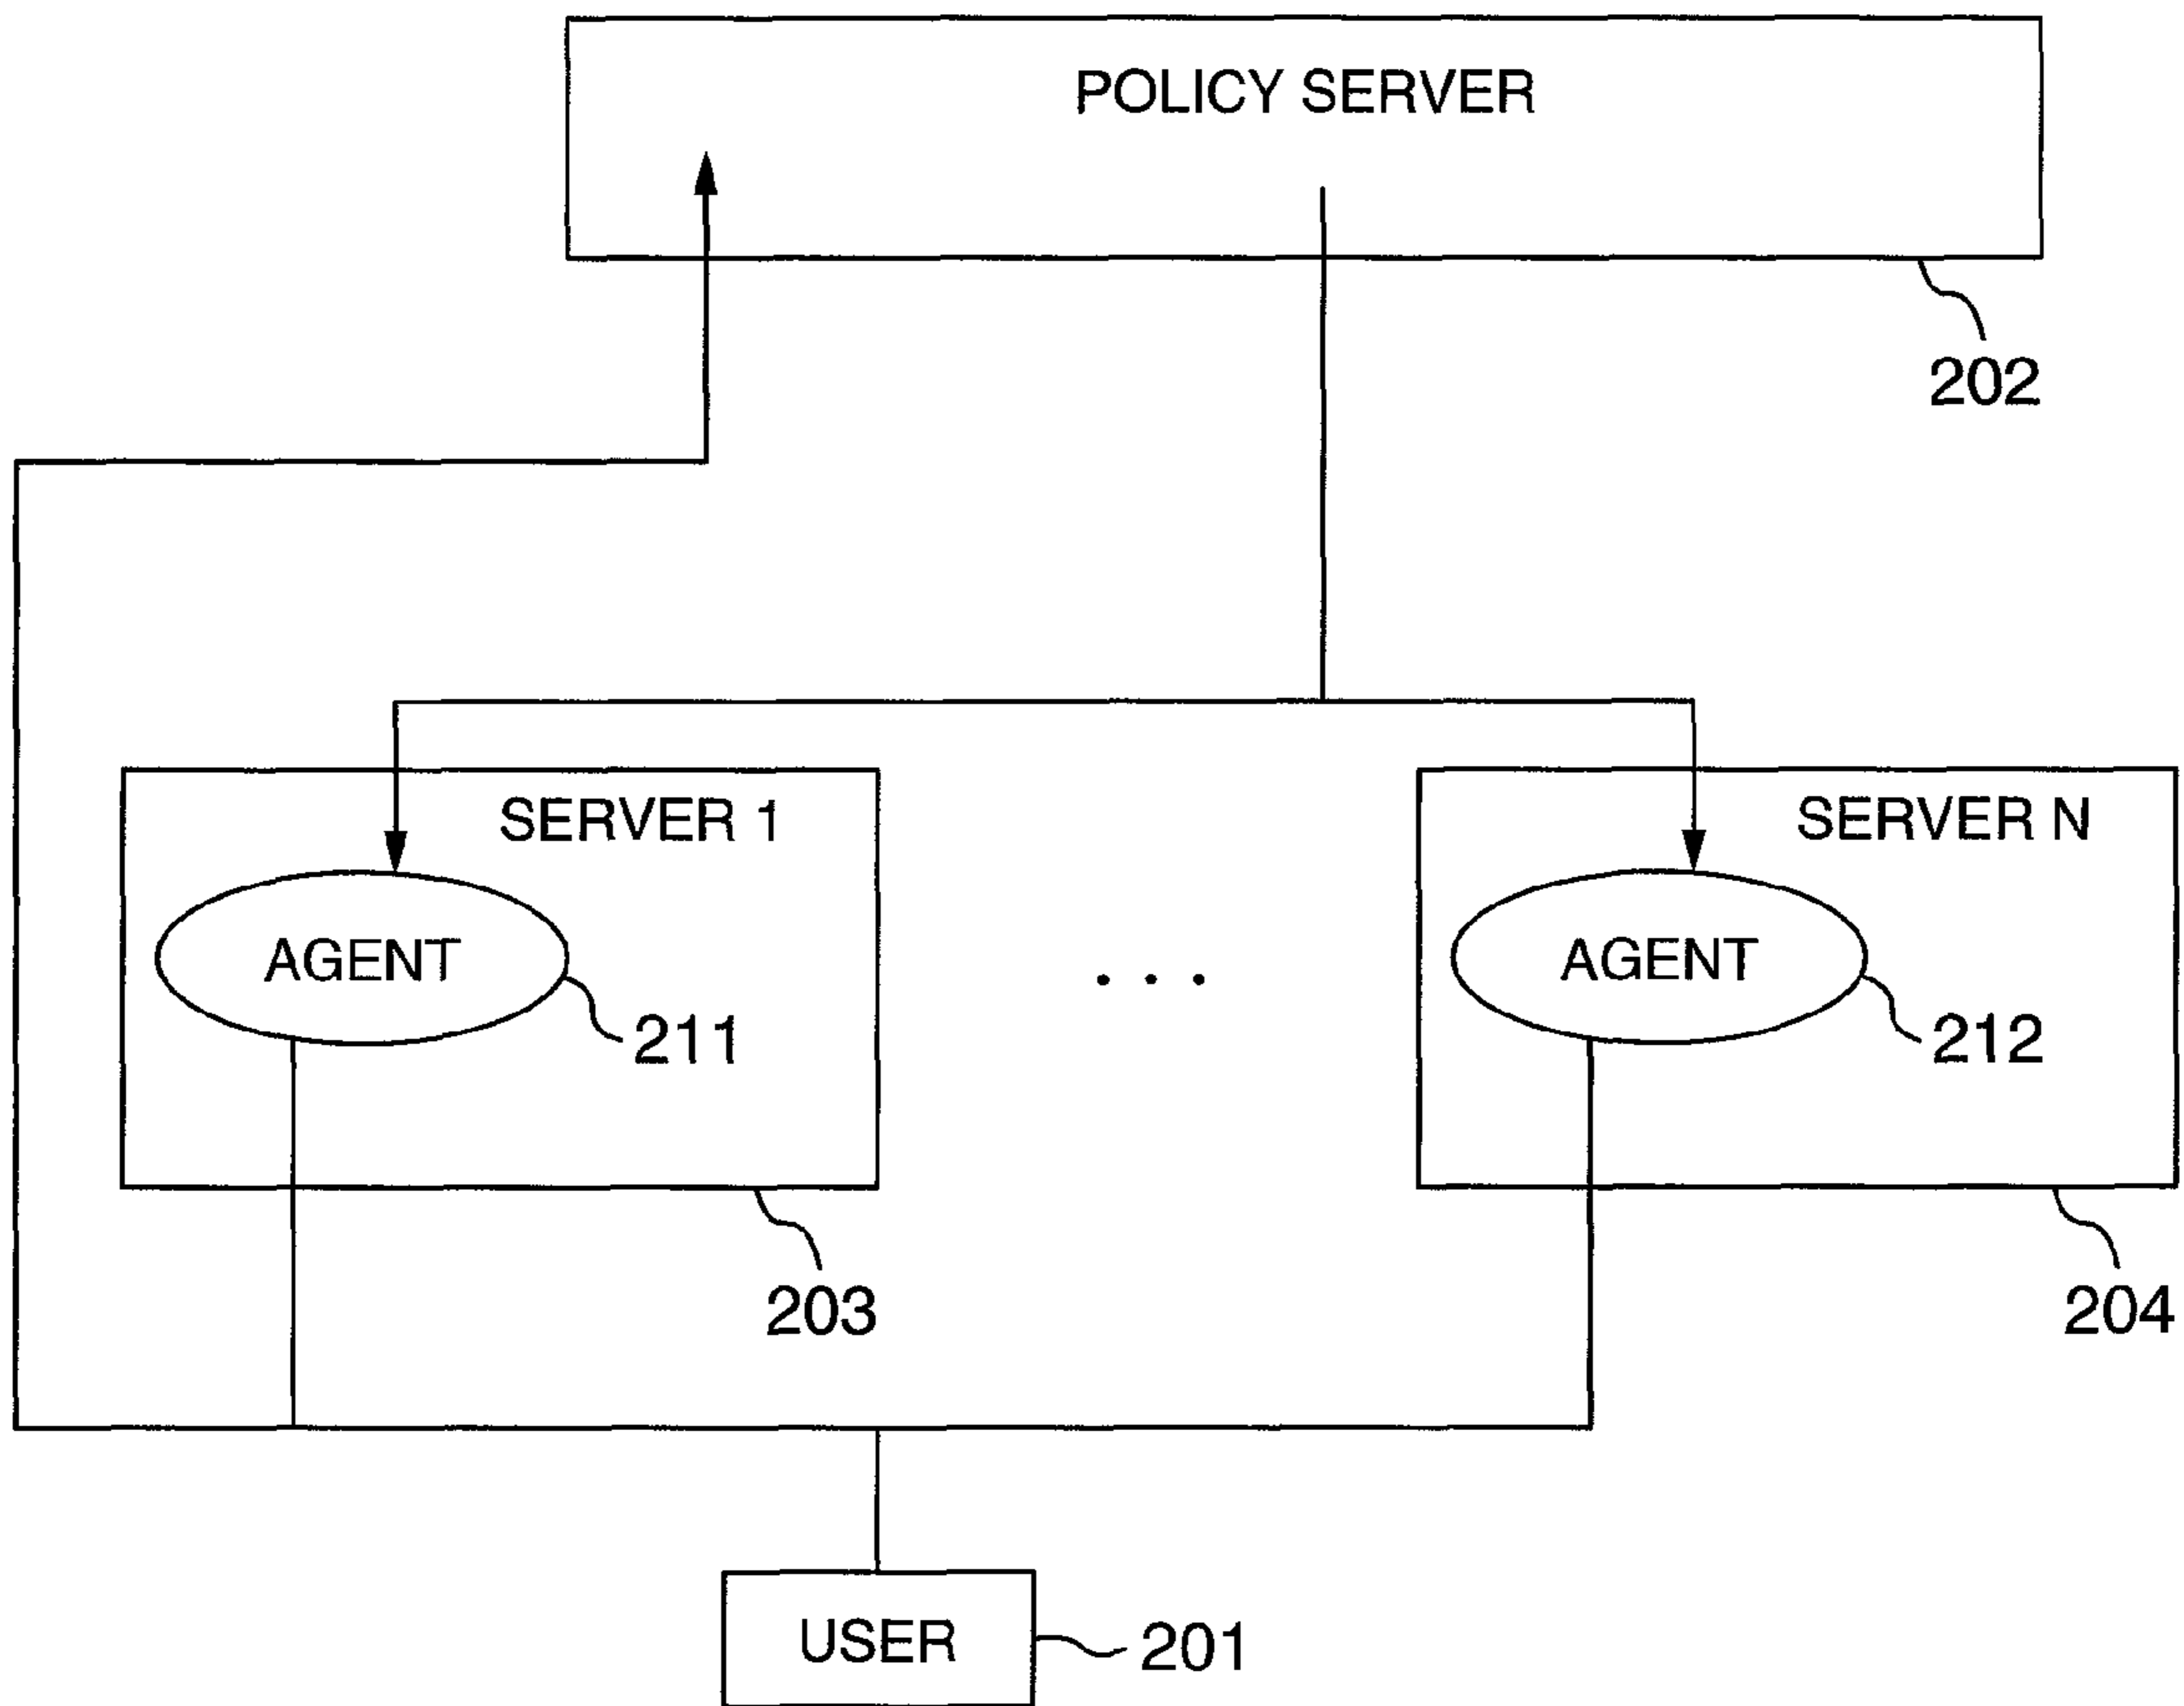 POLICY SERVER
202
SERVER 1
SERVER N
AGENT
. . .
AGENT
211
212
203
204
USER
201